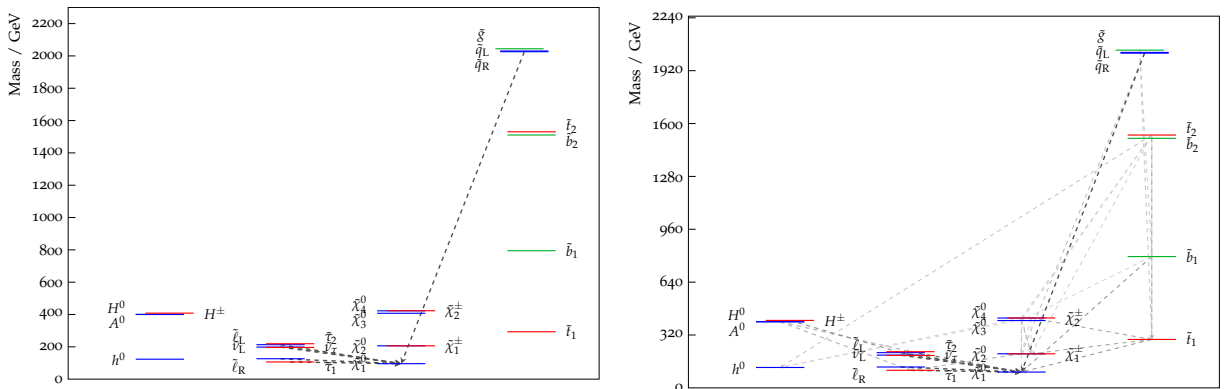 Mass / GeV
2200
2000
1800
1600
1400
1200
1000
800
600
400
200
0
g̃
q̃L
q̃R
t̃2
b̃2
b̃1
t̃1
H⁰
A⁰
H±
h⁰
ℓ̃L
ν̃L
ℓ̃R
τ̃2
ν̃τ
τ̃1
χ̃⁰4
χ̃⁰3
χ̃⁰2
χ̃⁰1
χ̃±2
χ̃±1
Mass / GeV
2240
1920
1600
1280
960
640
320
0
g̃
q̃L
q̃R
t̃2
b̃2
b̃1
t̃1
H⁰
A⁰
H±
h⁰
ℓ̃L
ν̃L
ℓ̃R
τ̃2
ν̃τ
τ̃1
χ̃⁰4
χ̃⁰3
χ̃⁰2
χ̃⁰1
χ̃±2
χ̃±1